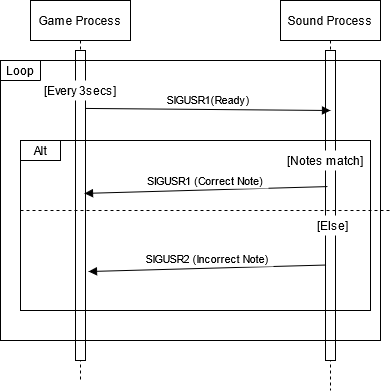 Game Process
Sound Process
Loop
[Every 3secs]
SIGUSR1(Ready)
Alt
[Notes match]
SIGUSR1 (Correct Note)
[Else]
SIGUSR2 (Incorrect Note)